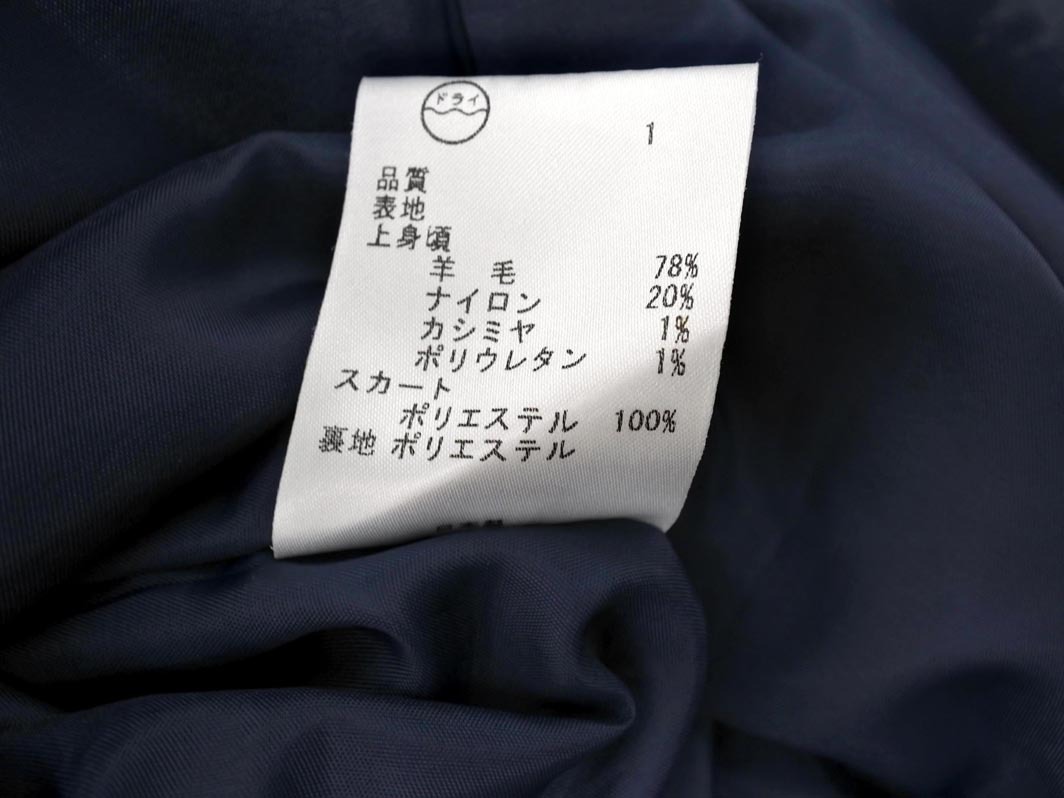 ドライ
1
品質
表地
上身頃
羊 毛 78%
ナイロン 20%
カシミヤ 1%
ポリウレタン 1%
スカート
ポリエステル 100%
裏地 ポリエステル